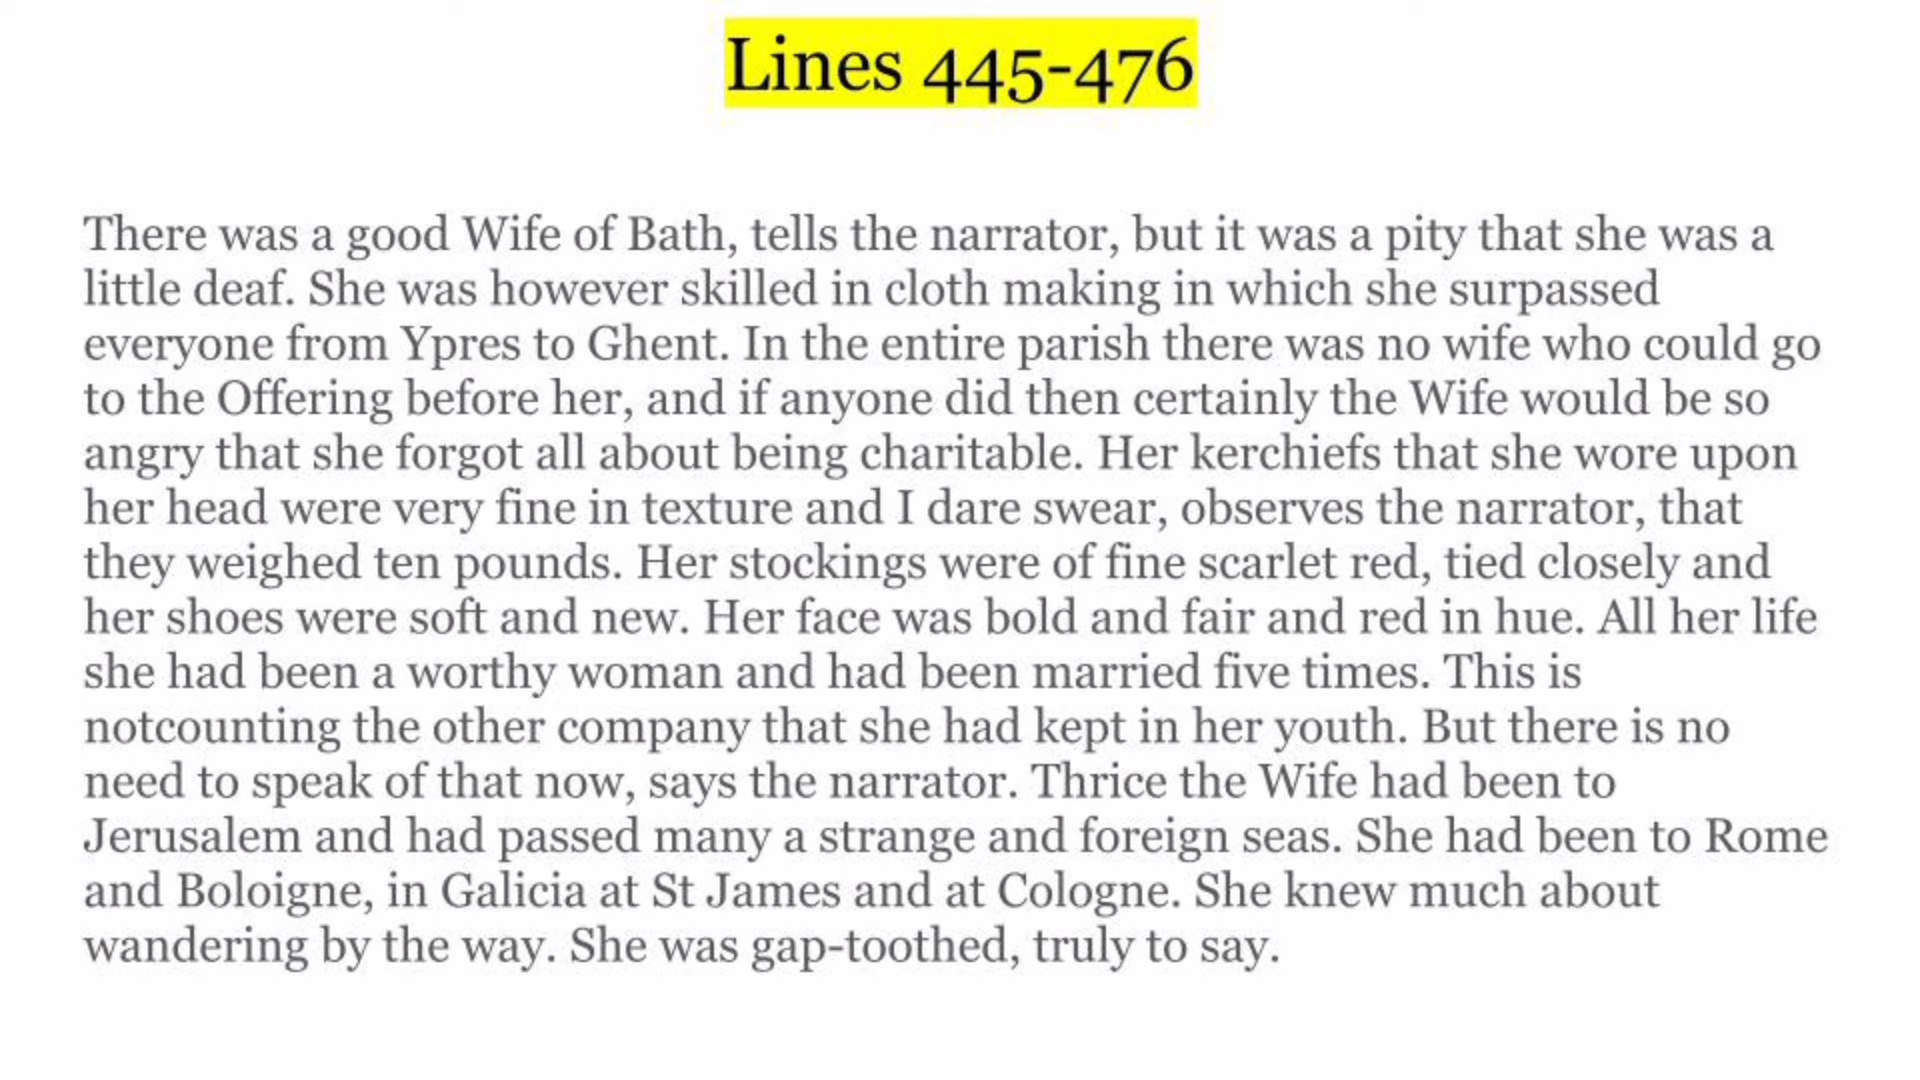 Lines 445-476
There was a good Wife of Bath, tells the narrator, but it was a pity that she was a
little deaf. She was however skilled in cloth making in which she surpassed
everyone from Ypres to Ghent. In the entire parish there was no wife who could go
to the Offering before her, and if anyone did then certainly the Wife would be so
angry that she forgot all about being charitable. Her kerchiefs that she wore upon
her head were very fine in texture and I dare swear, observes the narrator, that
they weighed ten pounds. Her stockings were of fine scarlet red, tied closely and
her shoes were soft and new. Her face was bold and fair and red in hue. All her life
she had been a worthy woman and had been married five times. This is
notcounting the other company that she had kept in her youth. But there is no
need to speak of that now, says the narrator. Thrice the Wife had been to
Jerusalem and had passed many a strange and foreign seas. She had been to Rome
and Boloigne, in Galicia at St James and at Cologne. She knew much about
wandering by the way. She was gap-toothed, truly to say.